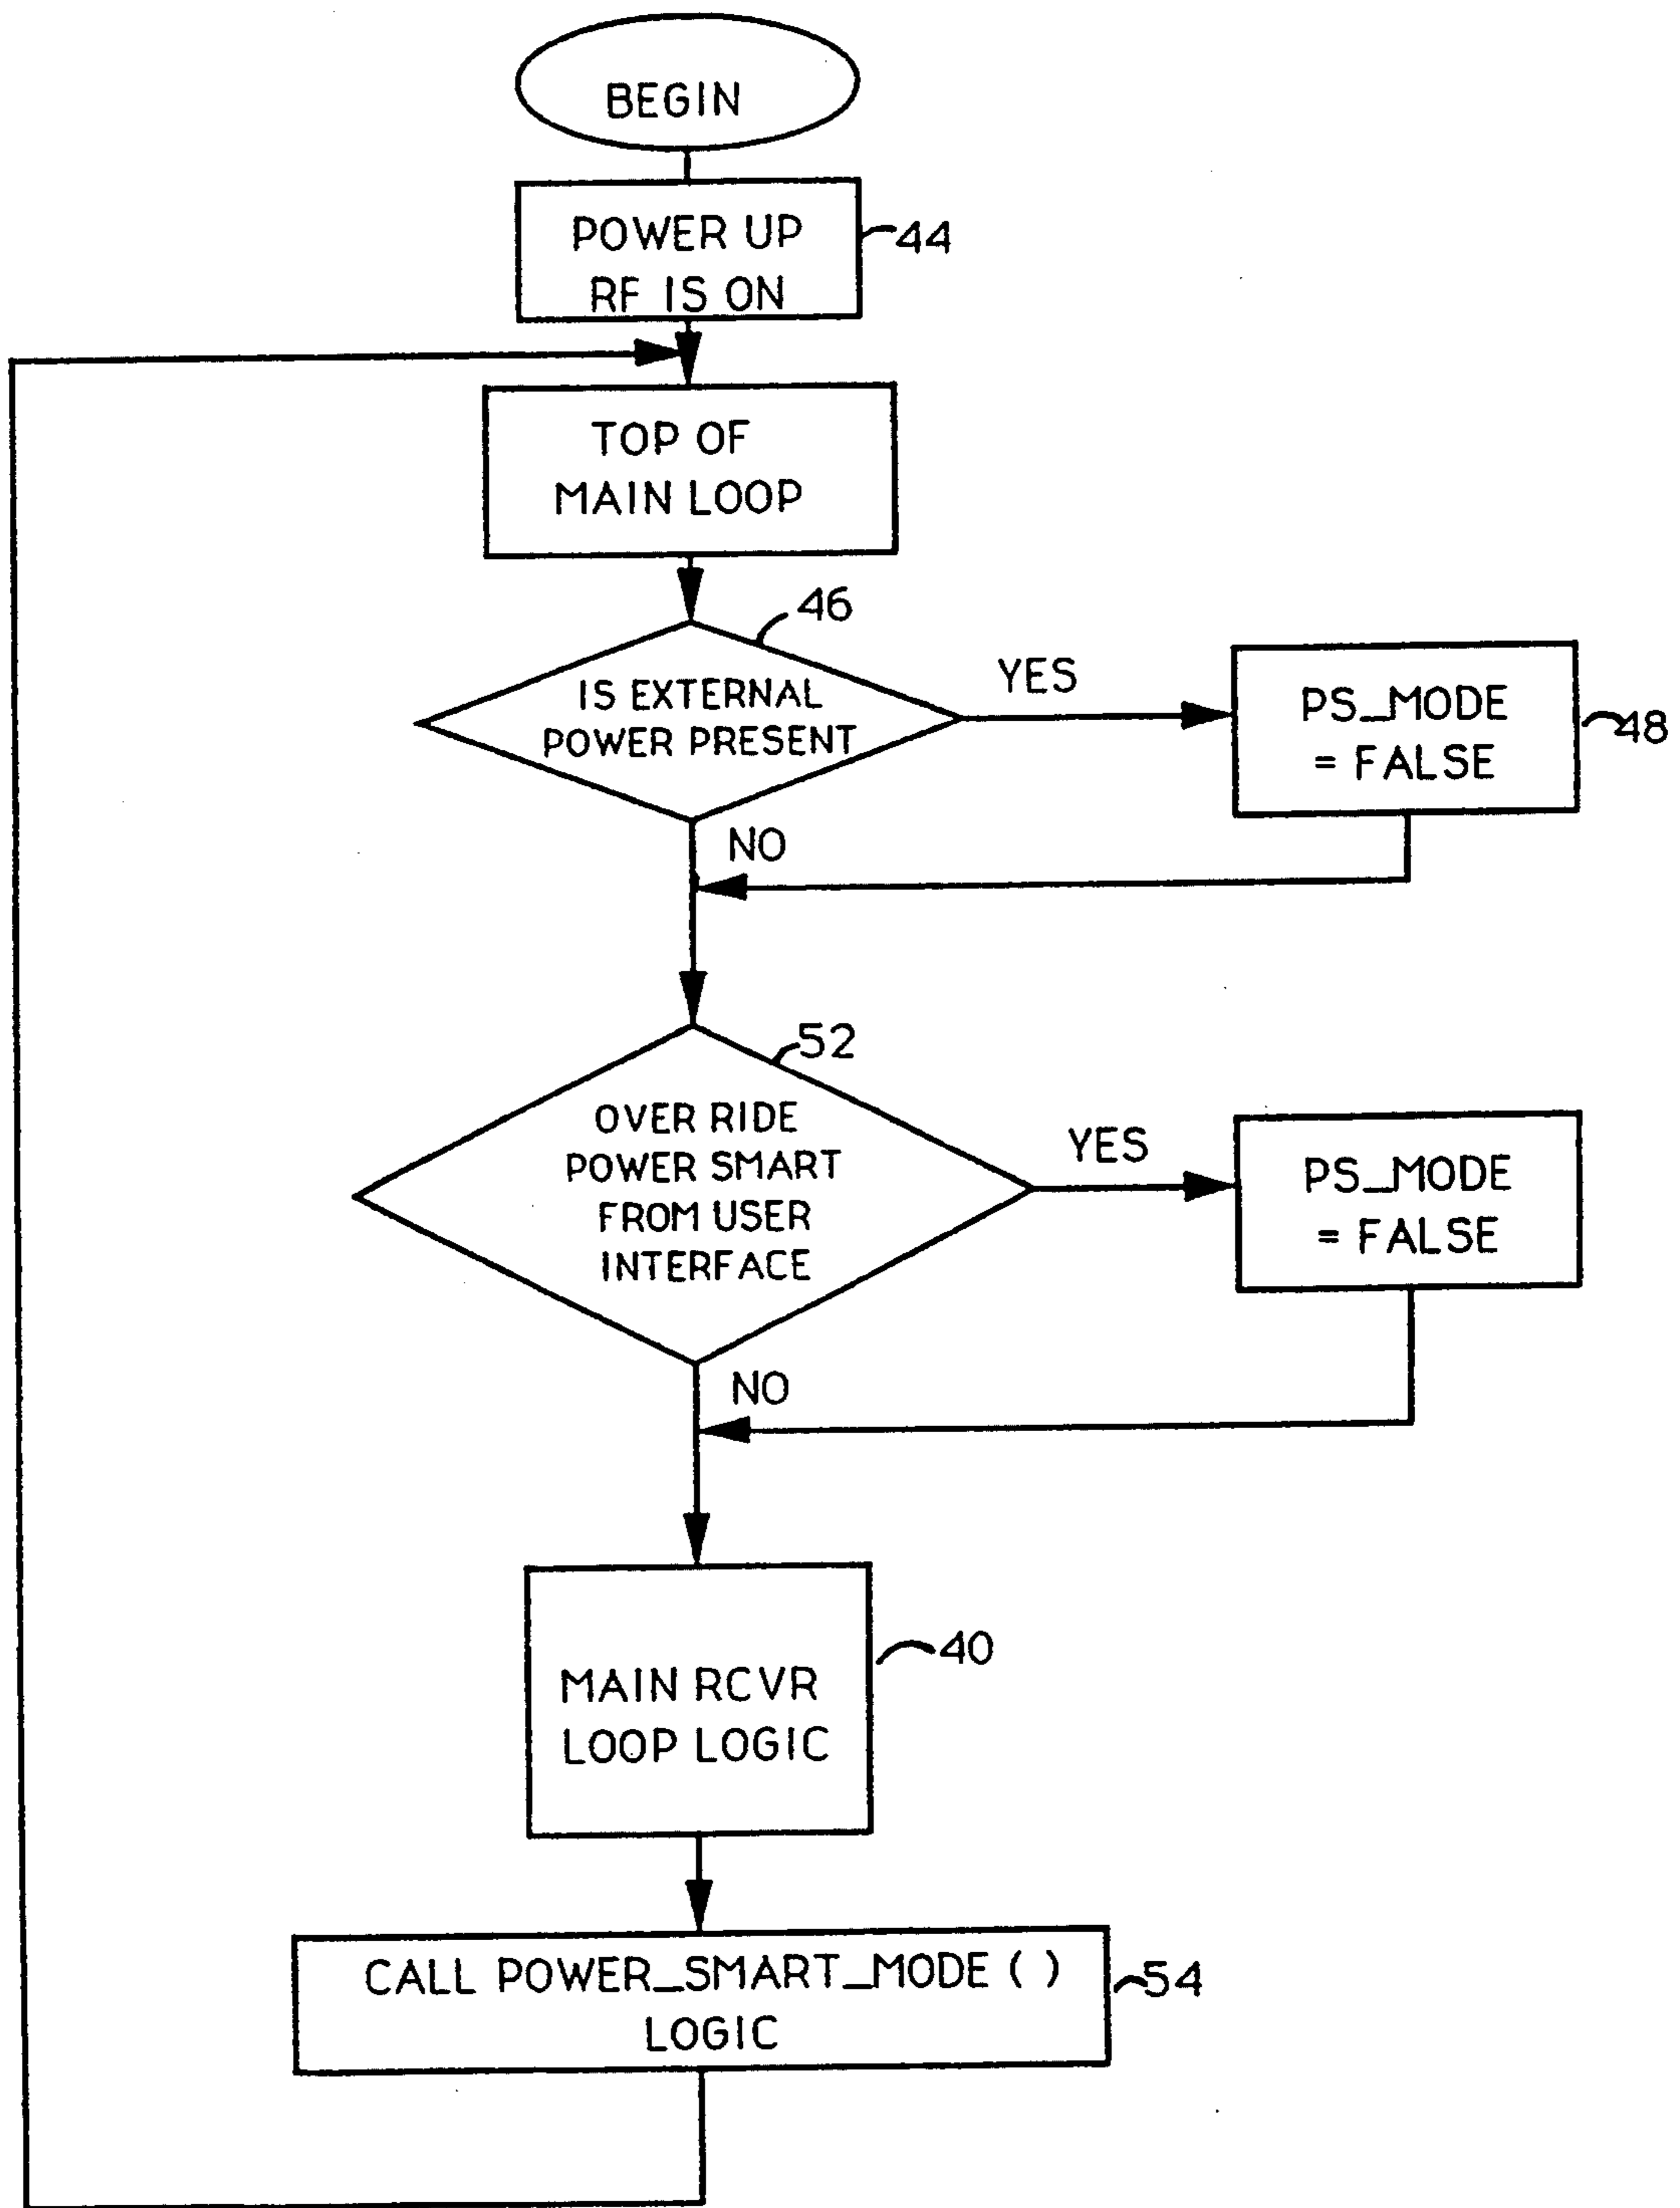 BEGIN
POWER UP
RF IS ON
44
TOP OF
MAIN LOOP
46
IS EXTERNAL
POWER PRESENT
YES
PS_MODE
= FALSE
48
NO
52
OVER RIDE
POWER SMART
FROM USER
INTERFACE
YES
PS_MODE
= FALSE
NO
MAIN RCVR
LOOP LOGIC
40
CALL POWER_SMART_MODE ( )
LOGIC
54